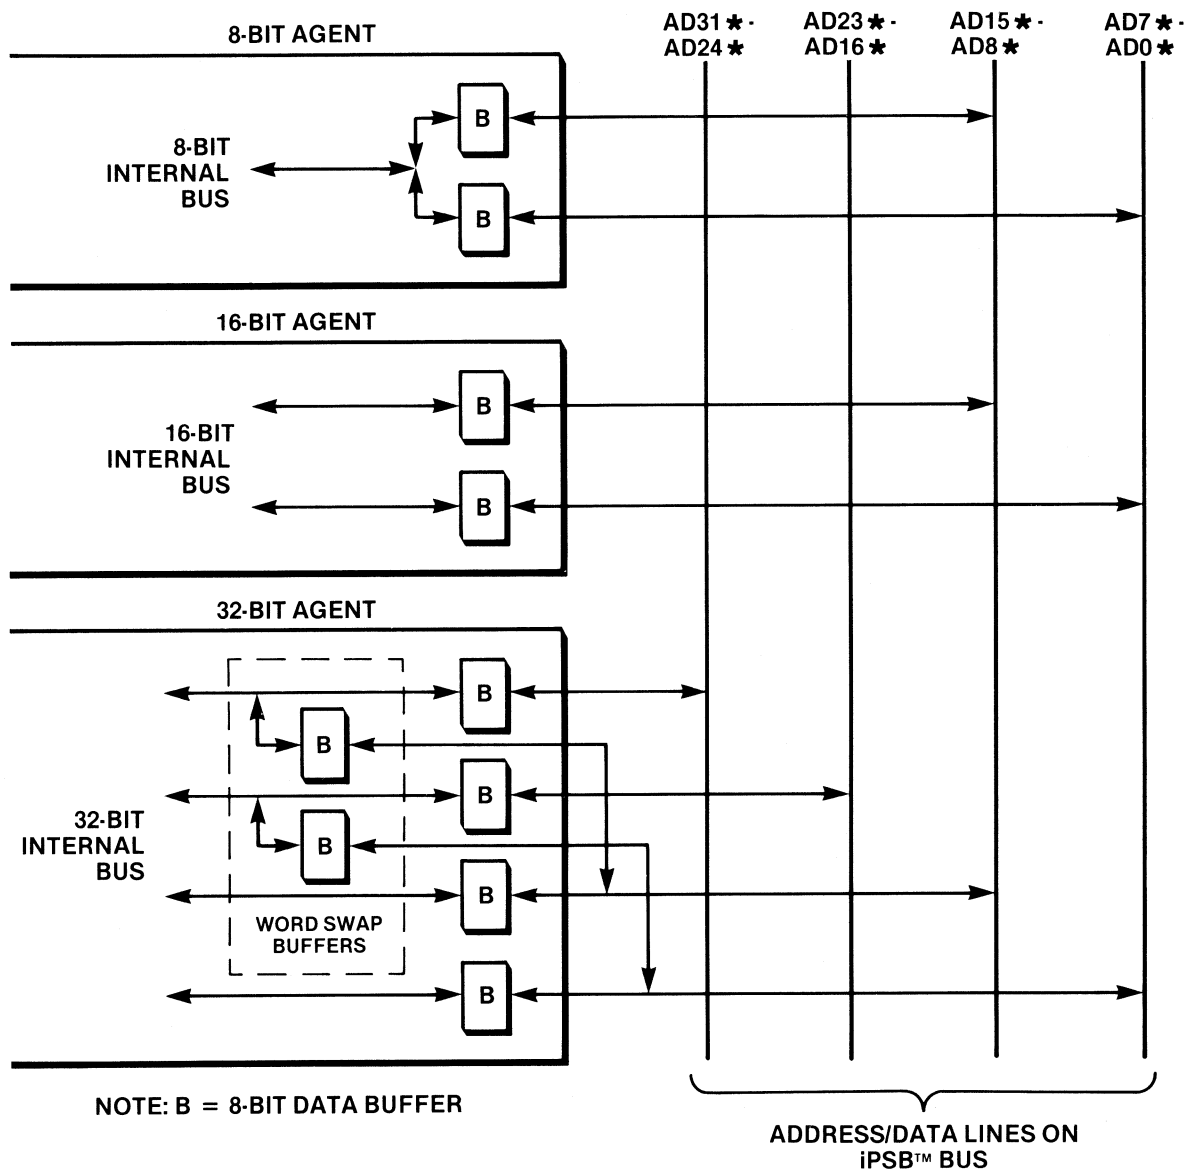 AD31★- AD23★- AD15★- AD7★-
AD24★ AD16★ AD8★ AD0★
8-BIT AGENT
B
8-BIT
INTERNAL
BUS
B
16-BIT AGENT
B
16-BIT
INTERNAL
BUS
B
32-BIT AGENT
B
B
B
32-BIT
INTERNAL
BUS
B
B
WORD SWAP
BUFFERS
B
NOTE: B = 8-BIT DATA BUFFER
ADDRESS/DATA LINES ON
iPSB™ BUS